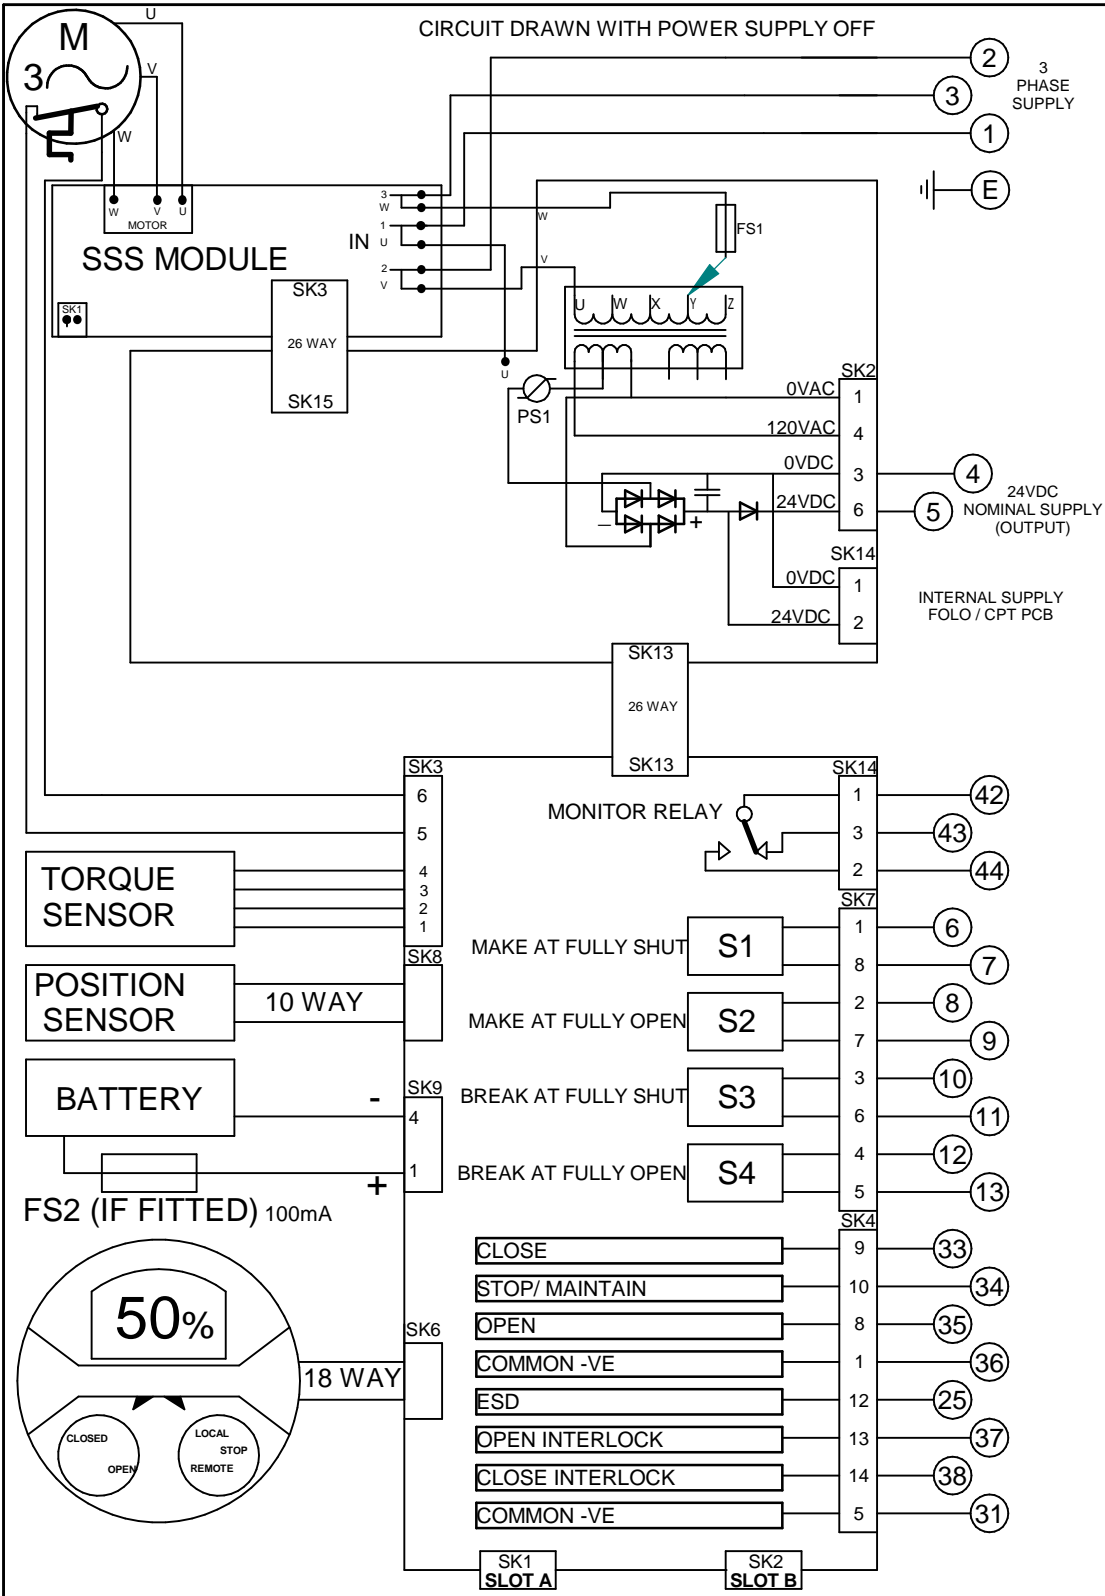 CIRCUIT DRAWN WITH POWER SUPPLY OFF
U
M
3
V
W
2
3
1
3
PHASE
SUPPLY
E
W
V
U
MOTOR
SSS MODULE
IN
3
W
1
U
2
V
W
V
FS1
SK1
SK3
26 WAY
SK15
U
W
X
Y
Z
U
PS1
SK2
0VAC
1
120VAC
4
0VDC
3
4
24VDC
6
5
24VDC
NOMINAL SUPPLY
(OUTPUT)
– +
SK14
0VDC
1
24VDC
2
INTERNAL SUPPLY
FOLO / CPT PCB
SK13
26 WAY
SK13
SK3
6
5
4
3
2
1
TORQUE
SENSOR
SK8
POSITION
SENSOR
10 WAY
BATTERY
-
SK9
4
1
+
FS2 (IF FITTED) 100mA
50%
CLOSED
OPEN
LOCAL
STOP
REMOTE
18 WAY
SK6
MONITOR RELAY
SK14
1
42
3
43
2
44
SK7
MAKE AT FULLY SHUT
S1
1
6
8
7
MAKE AT FULLY OPEN
S2
2
8
7
9
BREAK AT FULLY SHUT
S3
3
10
6
11
BREAK AT FULLY OPEN
S4
4
12
5
13
SK4
CLOSE
9
33
STOP/ MAINTAIN
10
34
OPEN
8
35
COMMON -VE
1
36
ESD
12
25
OPEN INTERLOCK
13
37
CLOSE INTERLOCK
14
38
COMMON -VE
5
31
SK1
SLOT A
SK2
SLOT B